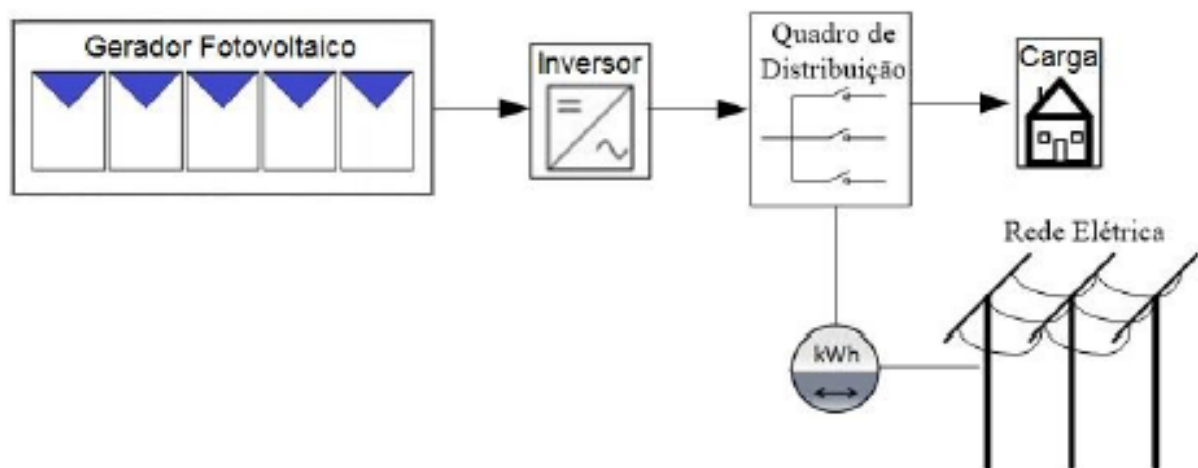 Gerador Fotovoltaico
Inversor
Quadro de
Distribuição
Carga
Rede Elétrica
kWh